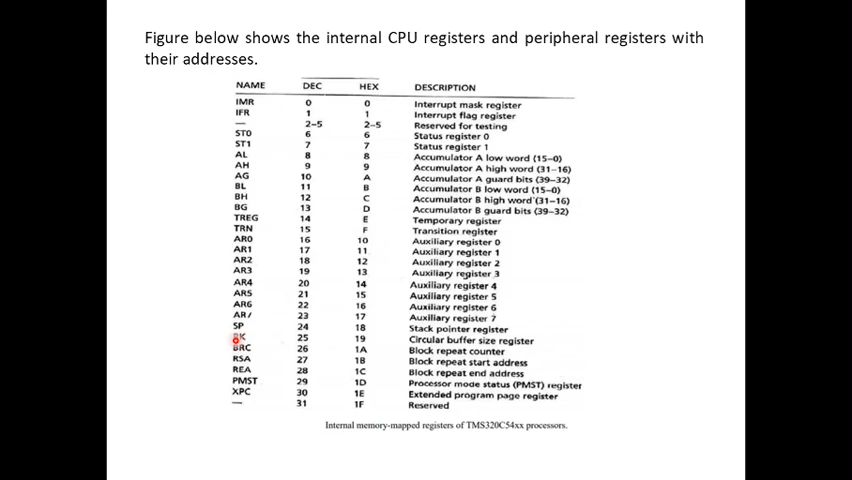 Figure below shows the internal CPU registers and peripheral registers with
their addresses.
NAME DEC HEX DESCRIPTION
IMR 0 0 Interrupt mask register
IFR 1 1 Interrupt flag register
— 2–5 2–5 Reserved for testing
ST0 6 6 Status register 0
ST1 7 7 Status register 1
AL 8 8 Accumulator A low word (15–0)
AH 9 9 Accumulator A high word (31–16)
AG 10 A Accumulator A guard bits (39–32)
BL 11 B Accumulator B low word (15–0)
BH 12 C Accumulator B high word (31–16)
BG 13 D Accumulator B guard bits (39–32)
TREG 14 E Temporary register
TRN 15 F Transition register
AR0 16 10 Auxiliary register 0
AR1 17 11 Auxiliary register 1
AR2 18 12 Auxiliary register 2
AR3 19 13 Auxiliary register 3
AR4 20 14 Auxiliary register 4
AR5 21 15 Auxiliary register 5
AR6 22 16 Auxiliary register 6
AR7 23 17 Auxiliary register 7
SP 24 18 Stack pointer register
BK 25 19 Circular buffer size register
BRC 26 1A Block repeat counter
RSA 27 1B Block repeat start address
REA 28 1C Block repeat end address
PMST 29 1D Processor mode status (PMST) register
XPC 30 1E Extended program page register
— 31 1F Reserved
Internal memory-mapped registers of TMS320C54xx processors.